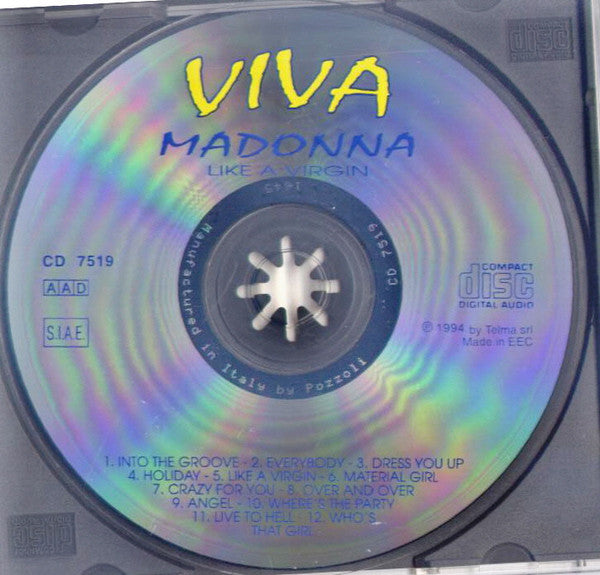 VIVA
MADONNA
LIKE A VIRGIN
1645
CD 7519
CD 7519
AAD
S.I.A.E.
COMPACT
disc
DIGITAL AUDIO
℗ 1994 by Telma srl
Made in EEC
Manufactured in Italy by Pozzoli
1. INTO THE GROOVE - 2. EVERYBODY - 3. DRESS YOU UP
4. HOLIDAY - 5. LIKE A VIRGIN - 6. MATERIAL GIRL
7. CRAZY FOR YOU - 8. OVER AND OVER
9. ANGEL - 10. WHERE'S THE PARTY
11. LIVE TO HELL - 12. WHO'S
THAT GIRL
disc
disc